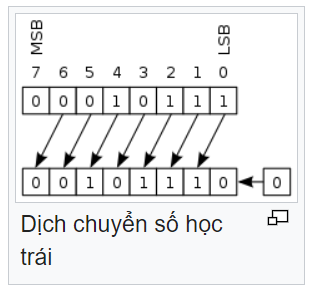 MSB LSB
7 6 5 4 3 2 1 0
0 0 0 1 0 1 1 1
0 0 1 0 1 1 1 0 0
Dịch chuyển số học
trái